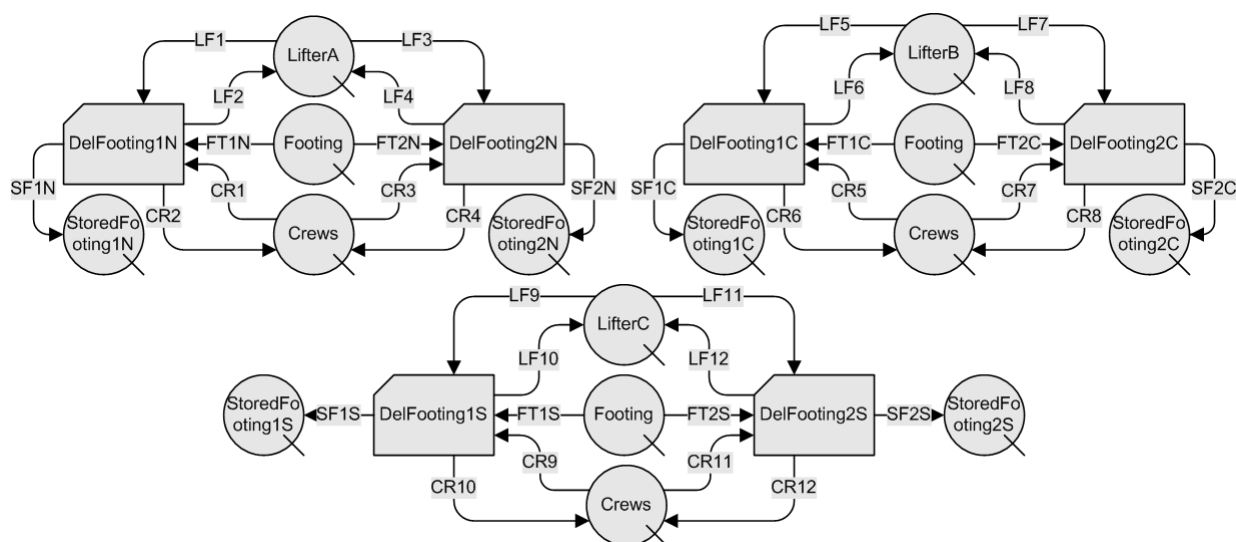 LF1
LifterA
LF3
LF2
LF4
DelFooting1N
FT1N
Footing
FT2N
DelFooting2N
SF1N
CR1
CR3
SF2N
StoredFo
oting1N
CR2
Crews
CR4
StoredFo
oting2N
LF5
LifterB
LF7
LF6
LF8
DelFooting1C
FT1C
Footing
FT2C
DelFooting2C
SF1C
CR5
CR7
SF2C
StoredFo
oting1C
CR6
Crews
CR8
StoredFo
oting2C
LF9
LifterC
LF11
LF10
LF12
StoredFo
oting1S
SF1S
DelFooting1S
FT1S
Footing
FT2S
DelFooting2S
SF2S
StoredFo
oting2S
CR9
CR11
CR10
Crews
CR12